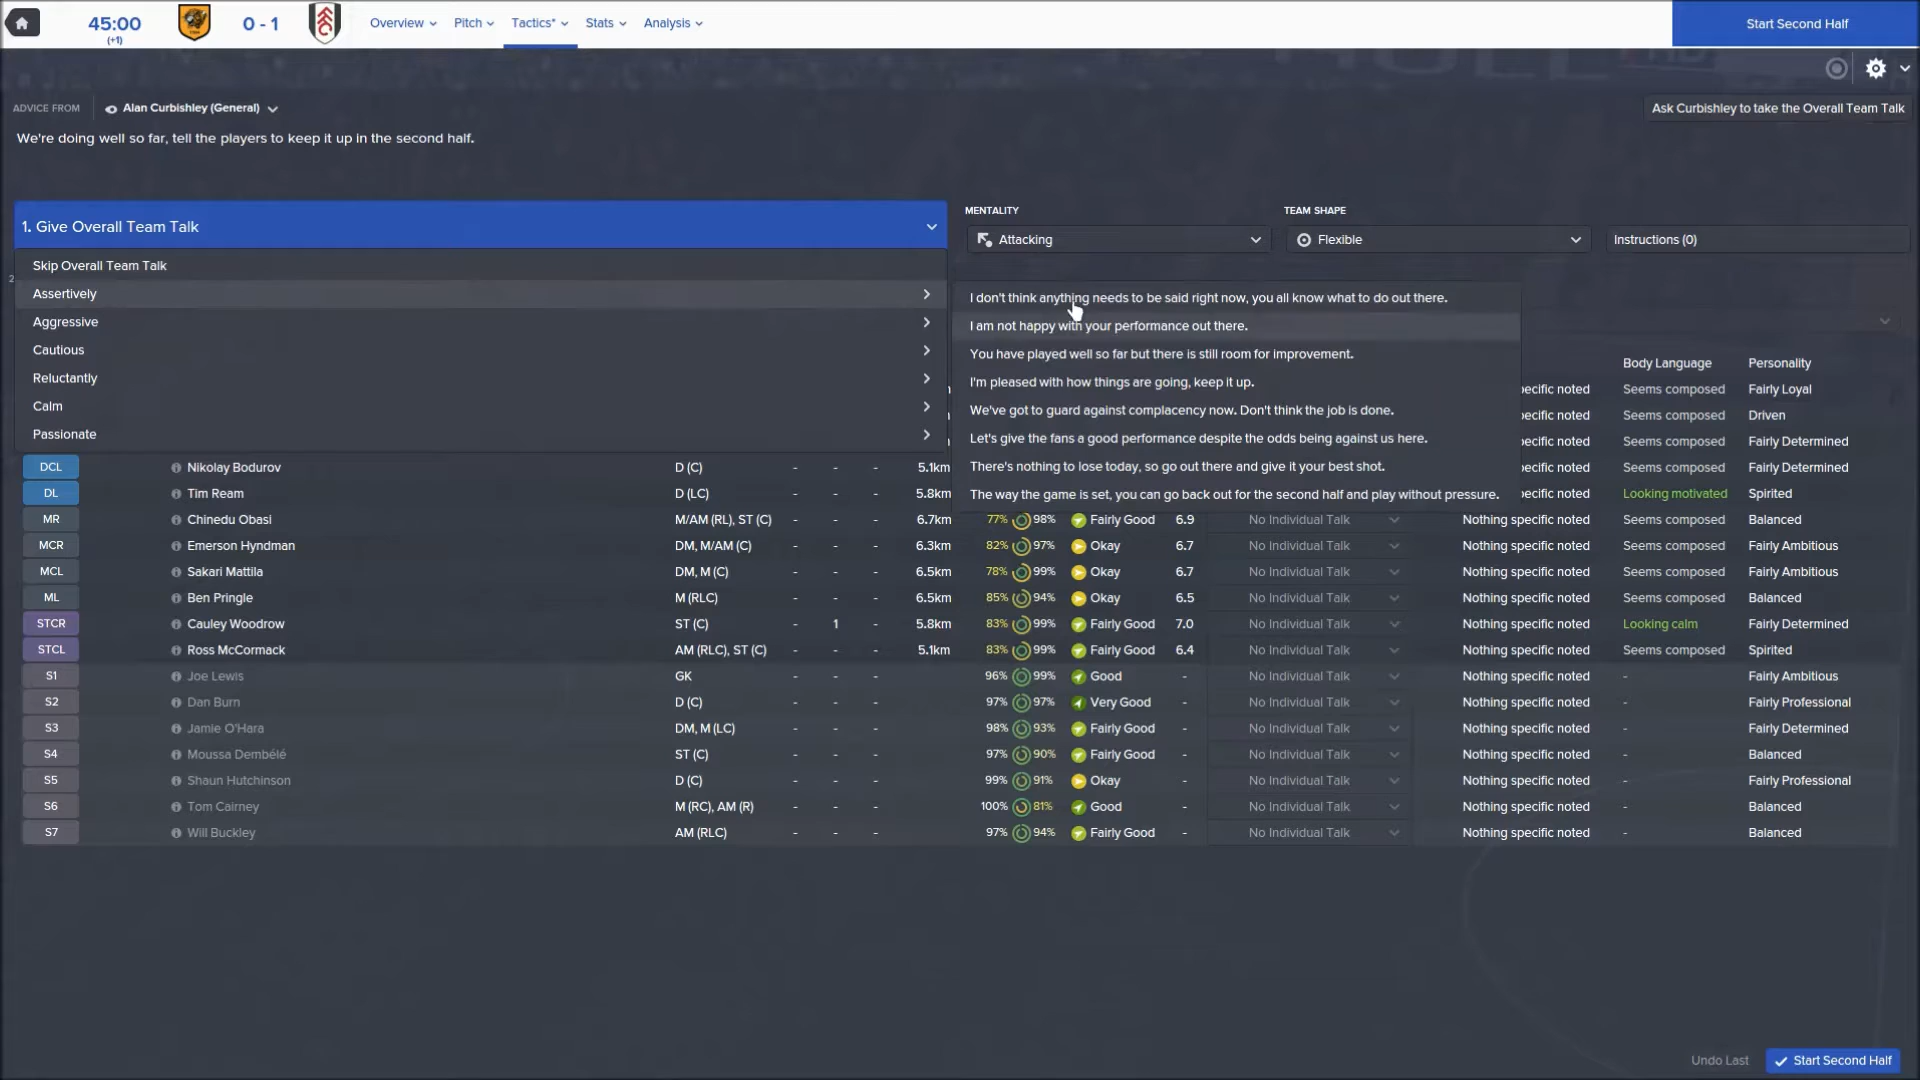 45:00
(+1)
0 - 1
Overview
Pitch
Tactics*
Stats
Analysis
Start Second Half
ADVICE FROM
Alan Curbishley (General)
Ask Curbishley to take the Overall Team Talk
We're doing well so far, tell the players to keep it up in the second half.
1. Give Overall Team Talk
MENTALITY
Attacking
TEAM SHAPE
Flexible
Instructions (0)
Skip Overall Team Talk
Assertively
Aggressive
Cautious
Reluctantly
Calm
Passionate
I don't think anything needs to be said right now, you all know what to do out there.
I am not happy with your performance out there.
You have played well so far but there is still room for improvement.
I'm pleased with how things are going, keep it up.
We've got to guard against complacency now. Don't think the job is done.
Let's give the fans a good performance despite the odds being against us here.
There's nothing to lose today, so go out there and give it your best shot.
The way the game is set, you can go back out for the second half and play without pressure.
Body Language Personality
specific noted Seems composed Fairly Loyal
specific noted Seems composed Driven
specific noted Seems composed Fairly Determined
DCL Nikolay Bodurov D (C) - - - 5.1km specific noted Seems composed Fairly Determined
DL Tim Ream D (LC) - - - 5.8km specific noted Looking motivated Spirited
MR Chinedu Obasi M/AM (RL), ST (C) - - - 6.7km 77% 98% Fairly Good 6.9 No Individual Talk Nothing specific noted Seems composed Balanced
MCR Emerson Hyndman DM, M/AM (C) - - - 6.3km 82% 97% Okay 6.7 No Individual Talk Nothing specific noted Seems composed Fairly Ambitious
MCL Sakari Mattila DM, M (C) - - - 6.5km 78% 99% Okay 6.7 No Individual Talk Nothing specific noted Seems composed Fairly Ambitious
ML Ben Pringle M (RLC) - - - 6.5km 85% 94% Okay 6.5 No Individual Talk Nothing specific noted Seems composed Balanced
STCR Cauley Woodrow ST (C) - 1 - 5.8km 83% 99% Fairly Good 7.0 No Individual Talk Nothing specific noted Looking calm Fairly Determined
STCL Ross McCormack AM (RLC), ST (C) - - - 5.1km 83% 99% Fairly Good 6.4 No Individual Talk Nothing specific noted Seems composed Spirited
S1 Joe Lewis GK - - - 96% 99% Good - No Individual Talk Nothing specific noted - Fairly Ambitious
S2 Dan Burn D (C) - - - 97% 97% Very Good - No Individual Talk Nothing specific noted - Fairly Professional
S3 Jamie O'Hara DM, M (LC) - - - 98% 93% Fairly Good - No Individual Talk Nothing specific noted - Fairly Determined
S4 Moussa Dembélé ST (C) - - - 97% 90% Fairly Good - No Individual Talk Nothing specific noted - Balanced
S5 Shaun Hutchinson D (C) - - - 99% 91% Okay - No Individual Talk Nothing specific noted - Fairly Professional
S6 Tom Cairney M (RC), AM (R) - - - 100% 81% Good - No Individual Talk Nothing specific noted - Balanced
S7 Will Buckley AM (RLC) - - - 97% 94% Fairly Good - No Individual Talk Nothing specific noted - Balanced
Undo Last
Start Second Half